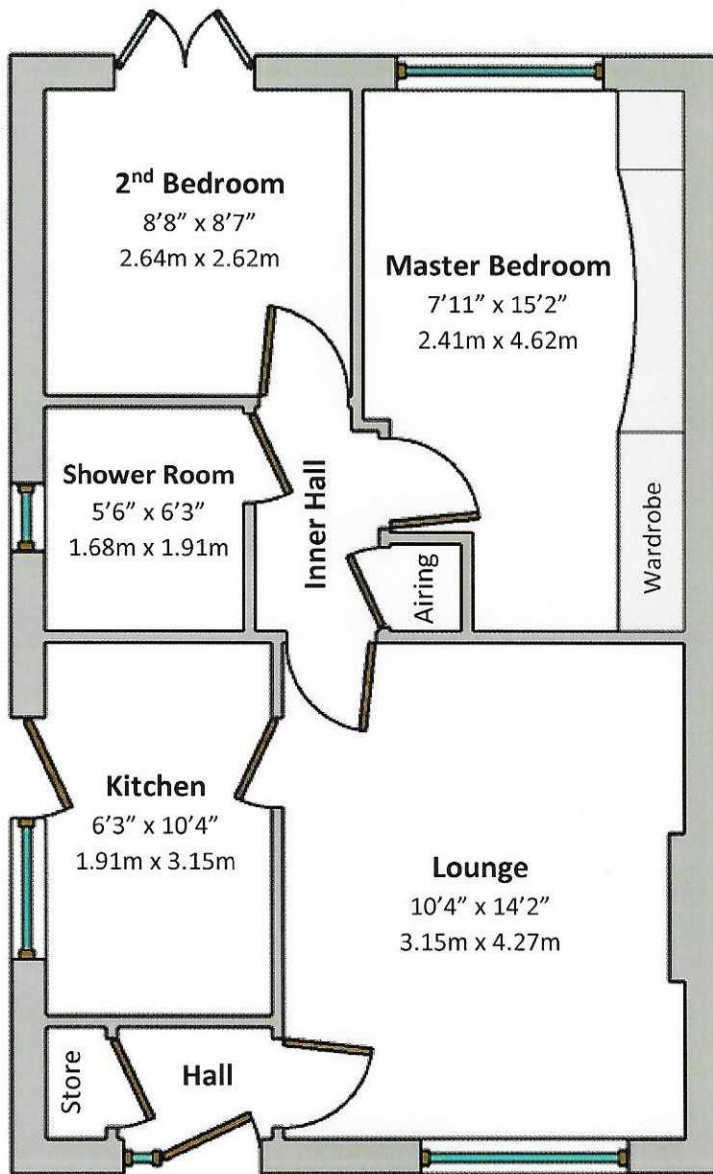 2nd Bedroom
8’8” x 8’7”
2.64m x 2.62m
Master Bedroom
7’11” x 15’2”
2.41m x 4.62m
Shower Room
5’6” x 6’3”
1.68m x 1.91m
Inner Hall
Airing
Wardrobe
Kitchen
6’3” x 10’4”
1.91m x 3.15m
Lounge
10’4” x 14’2”
3.15m x 4.27m
Store
Hall